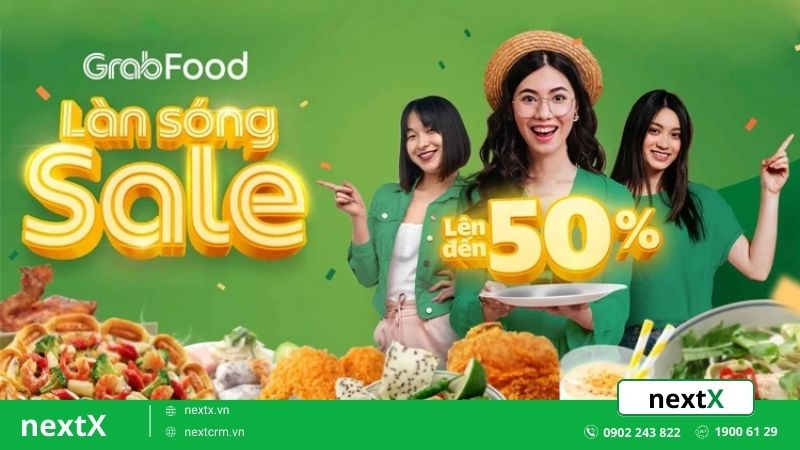 GrabFood
Làn sóng
Sale
Lên đến 50%
nextX
nextX
nextx.vn
nextcrm.vn
0902 243 822
1900 61 29